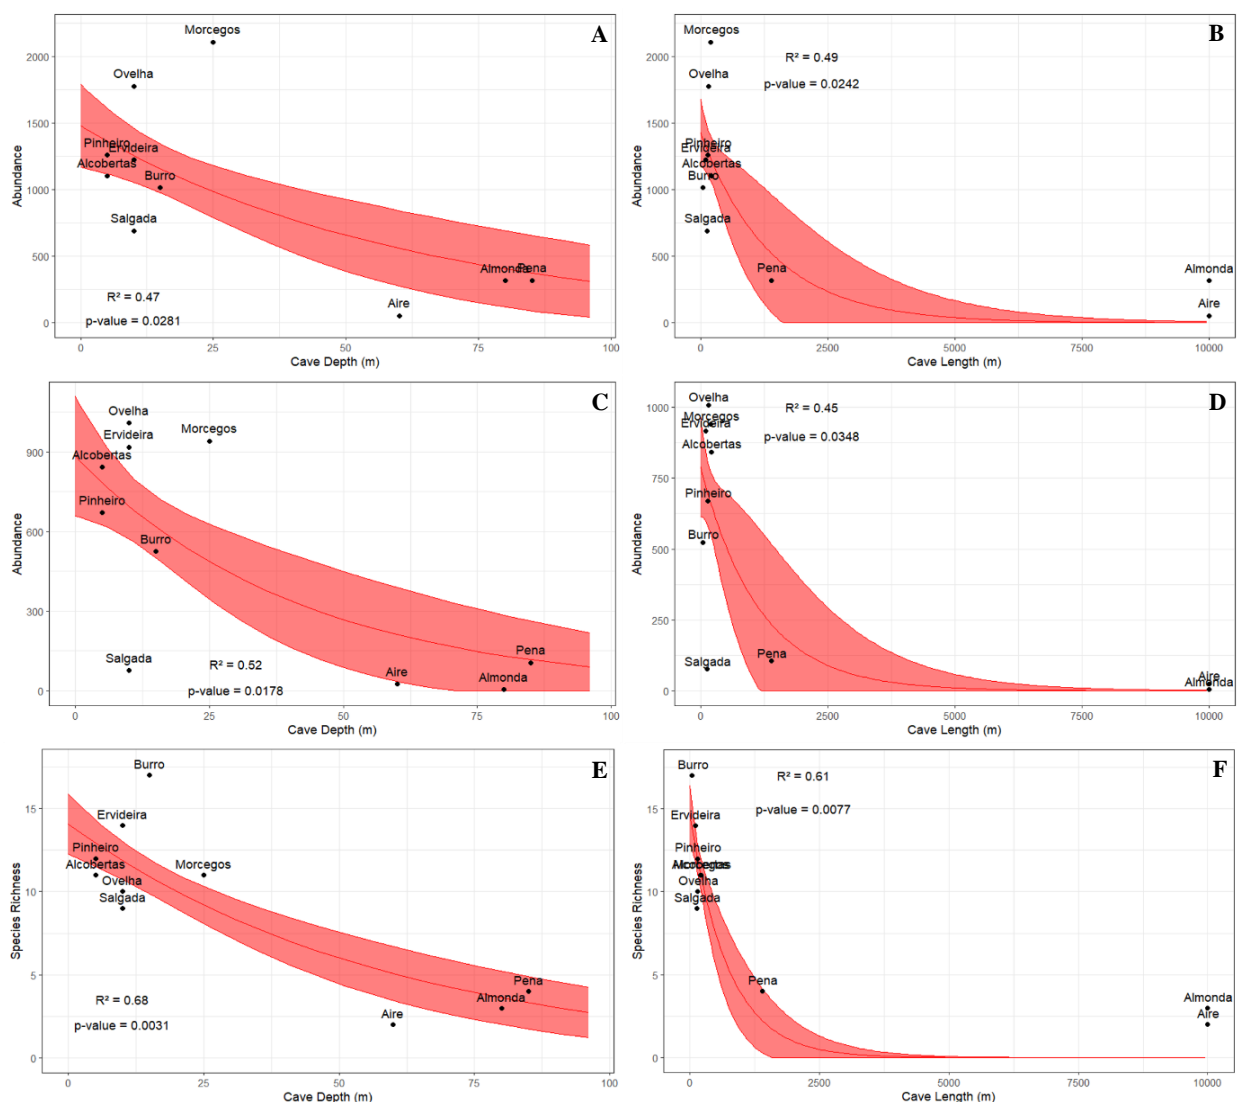 A
Morcegos
Ovelha
Pinheiro
Ervideira
Alcobertas
Burro
Salgada
Almonda
Pena
Aire
R² = 0.47
p-value = 0.0281
Abundance
2000
1500
1000
500
0
0 25 50 75 100
Cave Depth (m)
B
Morcegos
Ovelha
R² = 0.49
p-value = 0.0242
Pinheiro
Ervideira
Alcobertas
Burro
Salgada
Pena
Almonda
Aire
Abundance
2000
1500
1000
500
0
0 2500 5000 7500 10000
Cave Length (m)
C
Ovelha
Ervideira
Morcegos
Alcobertas
Pinheiro
Burro
Salgada
Pena
Aire
Almonda
R² = 0.52
p-value = 0.0178
Abundance
900
600
300
0
0 25 50 75 100
Cave Depth (m)
D
Ovelha
Morcegos
Ervideira
Alcobertas
R² = 0.45
p-value = 0.0348
Pinheiro
Burro
Salgada
Pena
Aire
Almonda
Abundance
1000
750
500
250
0
0 2500 5000 7500 10000
Cave Length (m)
E
Burro
Ervideira
Pinheiro
Alcobertas
Morcegos
Ovelha
Salgada
Pena
Almonda
Aire
R² = 0.68
p-value = 0.0031
Species Richness
15
10
5
0
0 25 50 75 100
Cave Depth (m)
F
Burro
R² = 0.61
p-value = 0.0077
Ervideira
Pinheiro
Alcobertas
Morcegos
Ovelha
Salgada
Pena
Almonda
Aire
Species Richness
15
10
5
0
0 2500 5000 7500 10000
Cave Length (m)